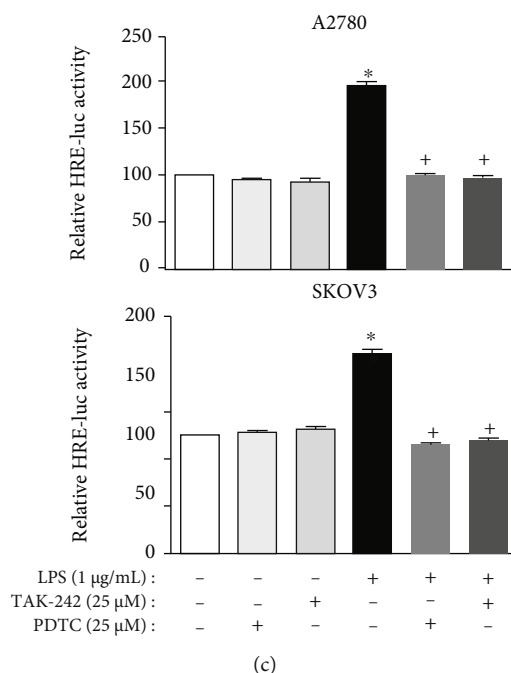 A2780
Relative HRE-luc activity
250
200
150
100
50
0
*
+ +
SKOV3
Relative HRE-luc activity
200
150
100
50
0
*
+ +
LPS (1 µg/mL) : – – – + + +
TAK-242 (25 µM) : – – + – – +
PDTC (25 µM) : – + – – + –
(c)